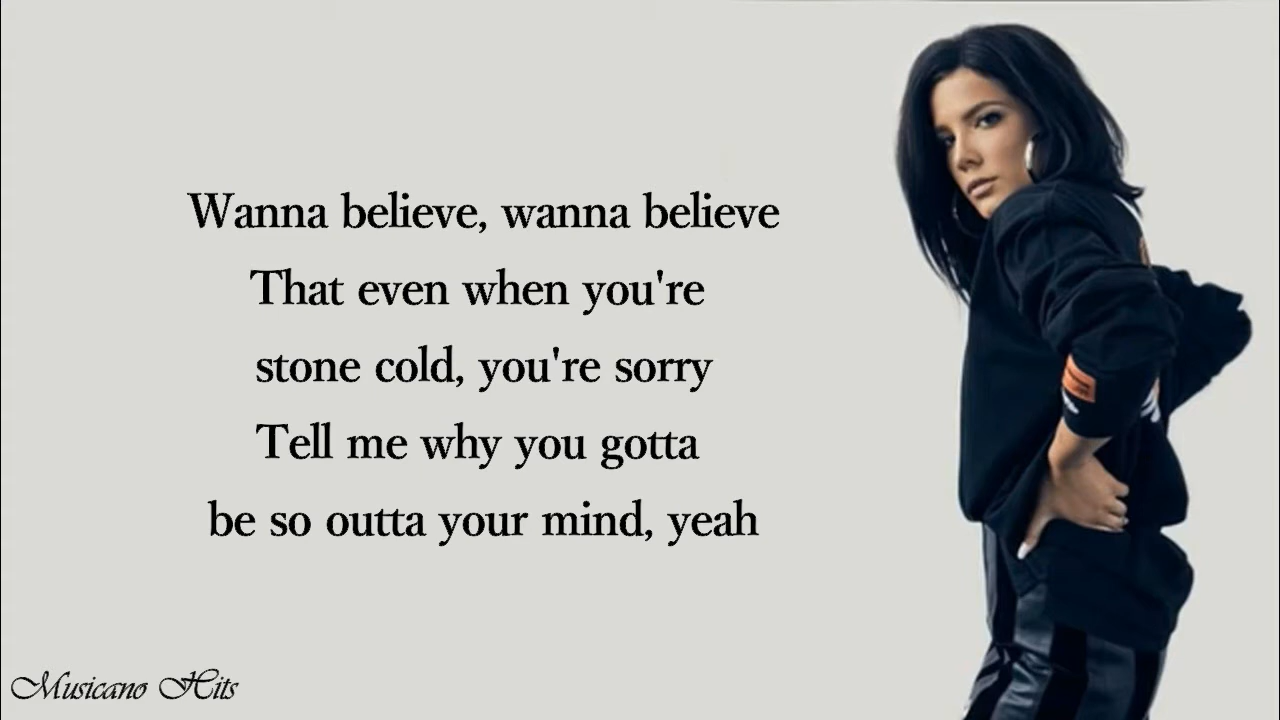 Wanna believe, wanna believe
That even when you're
stone cold, you're sorry
Tell me why you gotta
be so outta your mind, yeah
Musicano Hits